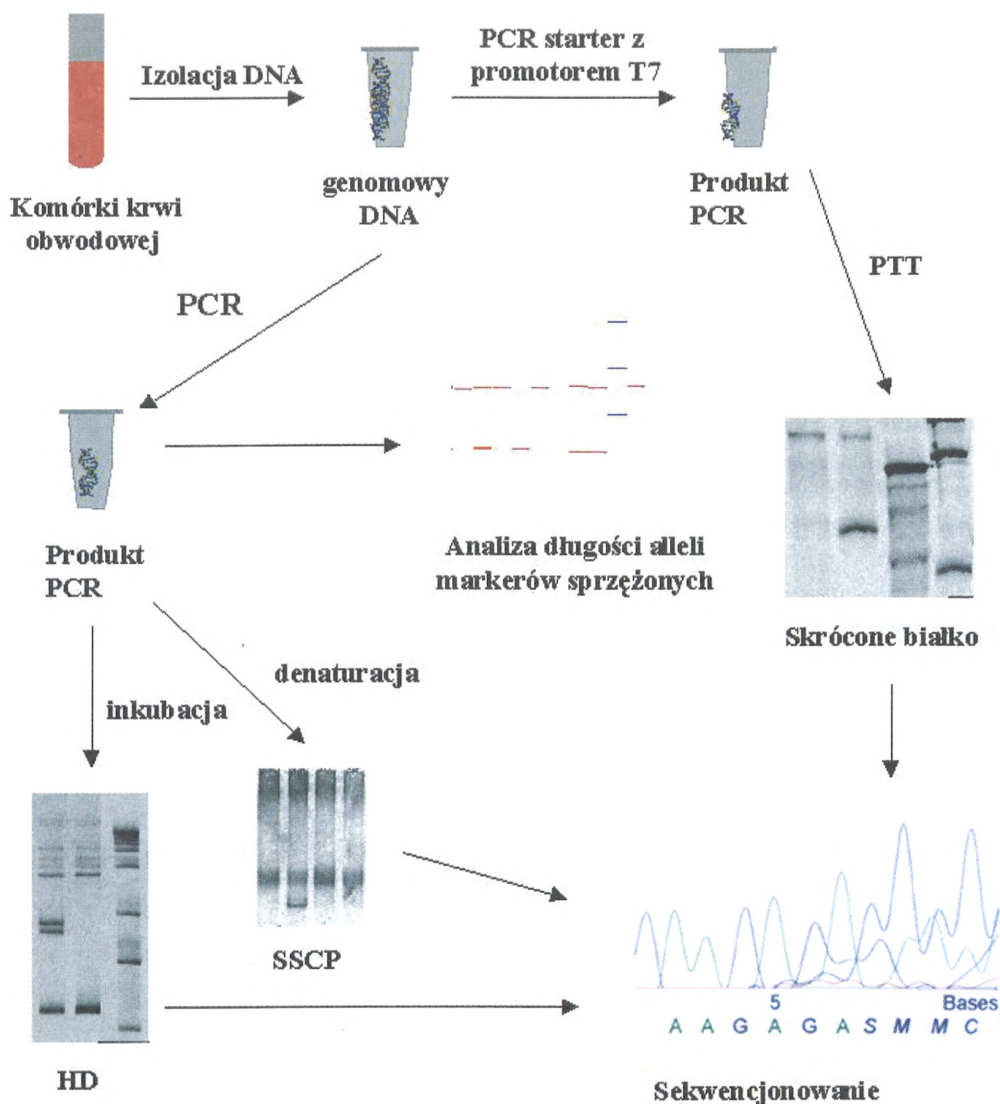 PCR starter z
promotorem T7
Izolacja DNA
Komórki krwi
obwodowej
genomowy
DNA
Produkt
PCR
PTT
PCR
Produkt
PCR
Analiza długości alleli
markerów sprzężonych
Skrócone białko
denaturacja
inkubacja
SSCP
HD
5 Bases
A A G A G A S M M C
Sekwencjonowanie